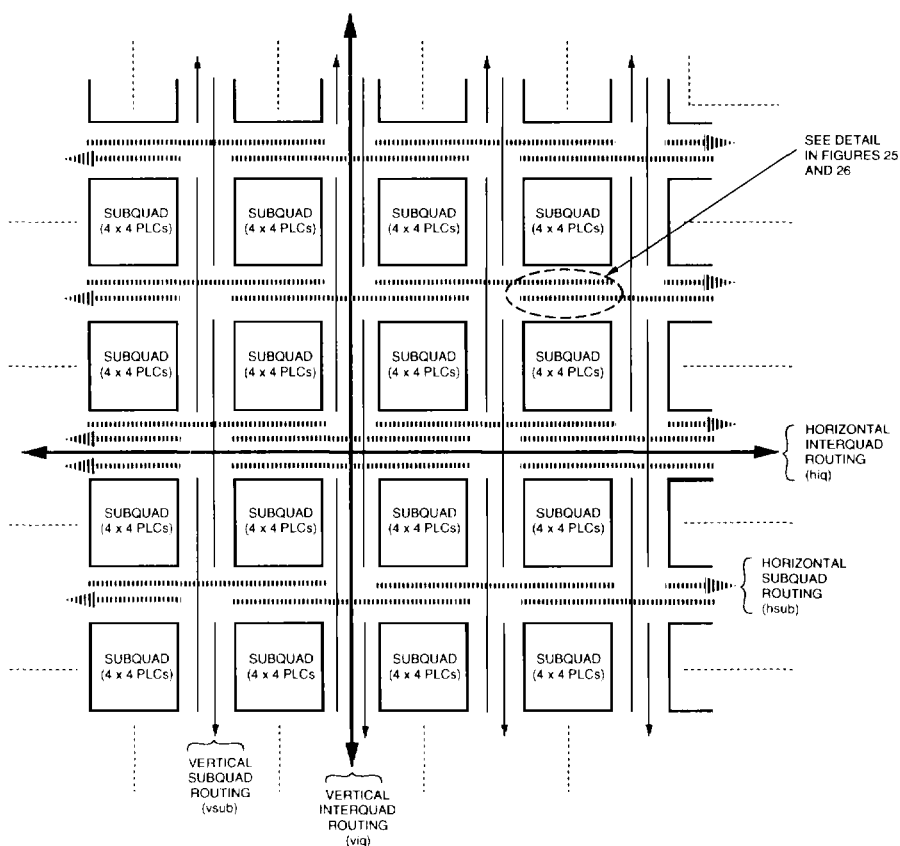 SEE DETAIL
IN FIGURES 25
AND 26
SUBQUAD
(4 x 4 PLCs)
SUBQUAD
(4 x 4 PLCs)
SUBQUAD
(4 x 4 PLCs)
SUBQUAD
(4 x 4 PLCs)
SUBQUAD
(4 x 4 PLCs)
SUBQUAD
(4 x 4 PLCs)
SUBQUAD
(4 x 4 PLCs)
SUBQUAD
(4 x 4 PLCs)
HORIZONTAL
INTERQUAD
ROUTING
(hiq)
SUBQUAD
(4 x 4 PLCs)
SUBQUAD
(4 x 4 PLCs)
SUBQUAD
(4 x 4 PLCs)
SUBQUAD
(4 x 4 PLCs)
HORIZONTAL
SUBQUAD
ROUTING
(hsub)
SUBQUAD
(4 x 4 PLCs)
SUBQUAD
(4 x 4 PLCs)
SUBQUAD
(4 x 4 PLCs)
SUBQUAD
(4 x 4 PLCs)
VERTICAL
SUBQUAD
ROUTING
(vsub)
VERTICAL
INTERQUAD
ROUTING
(viq)